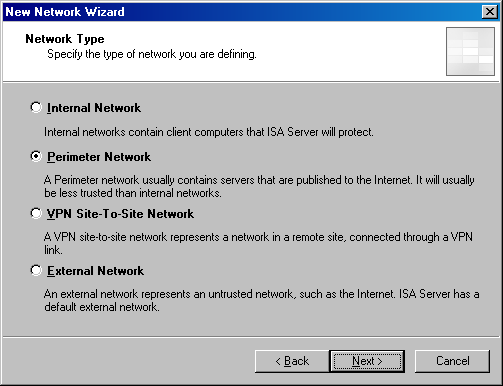 New Network Wizard
Network Type
Specify the type of network you are defining.
Internal Network
Internal networks contain client computers that ISA Server will protect.
Perimeter Network
A Perimeter network usually contains servers that are published to the Internet. It will usually
be less trusted than internal networks.
VPN Site-To-Site Network
A VPN site-to-site network represents a network in a remote site, connected through a VPN
link.
External Network
An external network represents an untrusted network, such as the Internet. ISA Server has a
default external network.
< Back Next > Cancel